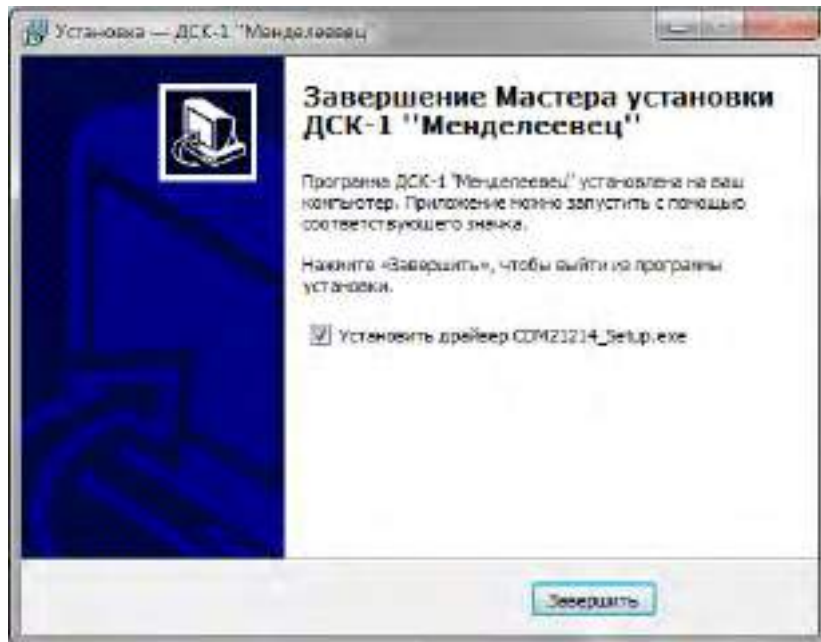 Установка — ДСК-1 "Менделеевец"
Завершение Мастера установки
ДСК-1 "Менделеевец"
Программа ДСК-1 "Менделеевец" установлена на ваш
компьютер. Приложение можно запустить с помощью
соответствующего значка.
Нажмите «Завершить», чтобы выйти из программы
установки.
Установить драйвер CDM21214_Setup.exe
Завершить